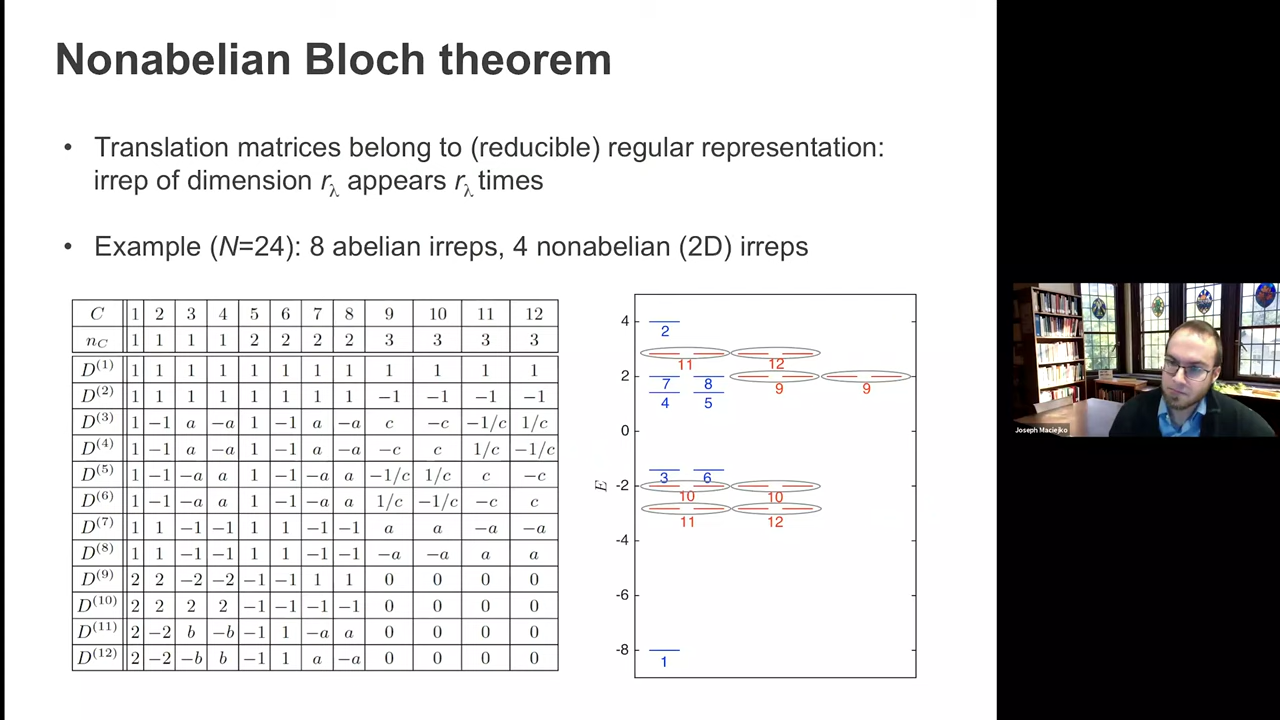 Nonabelian Bloch theorem
• Translation matrices belong to (reducible) regular representation:
irrep of dimension rλ appears rλ times
• Example (N=24): 8 abelian irreps, 4 nonabelian (2D) irreps
C 1 2 3 4 5 6 7 8 9 10 11 12
nC 1 1 1 1 2 2 2 2 3 3 3 3
D(1) 1 1 1 1 1 1 1 1 1 1 1 1
D(2) 1 1 1 1 1 1 1 1 −1 −1 −1 −1
D(3) 1 −1 a −a 1 −1 a −a c −c −1/c 1/c
D(4) 1 −1 a −a 1 −1 a −a −c c 1/c −1/c
D(5) 1 −1 −a a 1 −1 −a a −1/c 1/c c −c
D(6) 1 −1 −a a 1 −1 −a a 1/c −1/c −c c
D(7) 1 1 −1 −1 1 1 −1 −1 a a −a −a
D(8) 1 1 −1 −1 1 1 −1 −1 −a −a a a
D(9) 2 2 −2 −2 −1 −1 1 1 0 0 0 0
D(10) 2 2 2 2 −1 −1 −1 −1 0 0 0 0
D(11) 2 −2 b −b −1 1 −a a 0 0 0 0
D(12) 2 −2 −b b −1 1 a −a 0 0 0 0
4
2
11 12
2
7 8 9 9
4 5
0
E
-2
3 6
10 10
11 12
-4
-6
-8
1
Joseph Maciejko